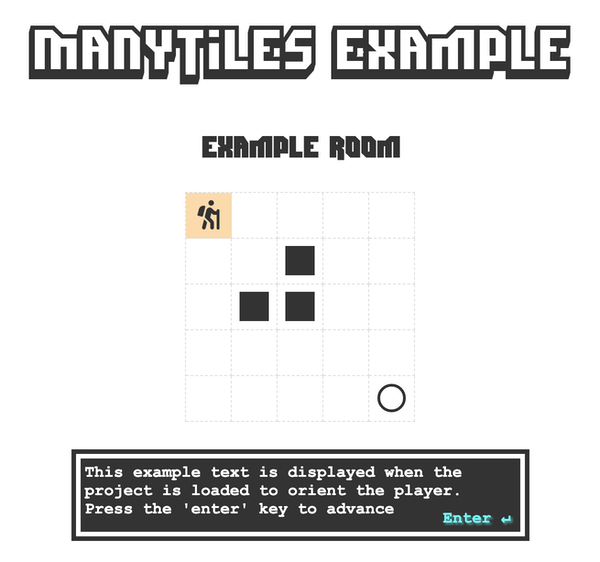 MANYTILES EXAMPLE
EXAMPLE ROOM
This example text is displayed when the
project is loaded to orient the player.
Press the 'enter' key to advance
Enter ↵